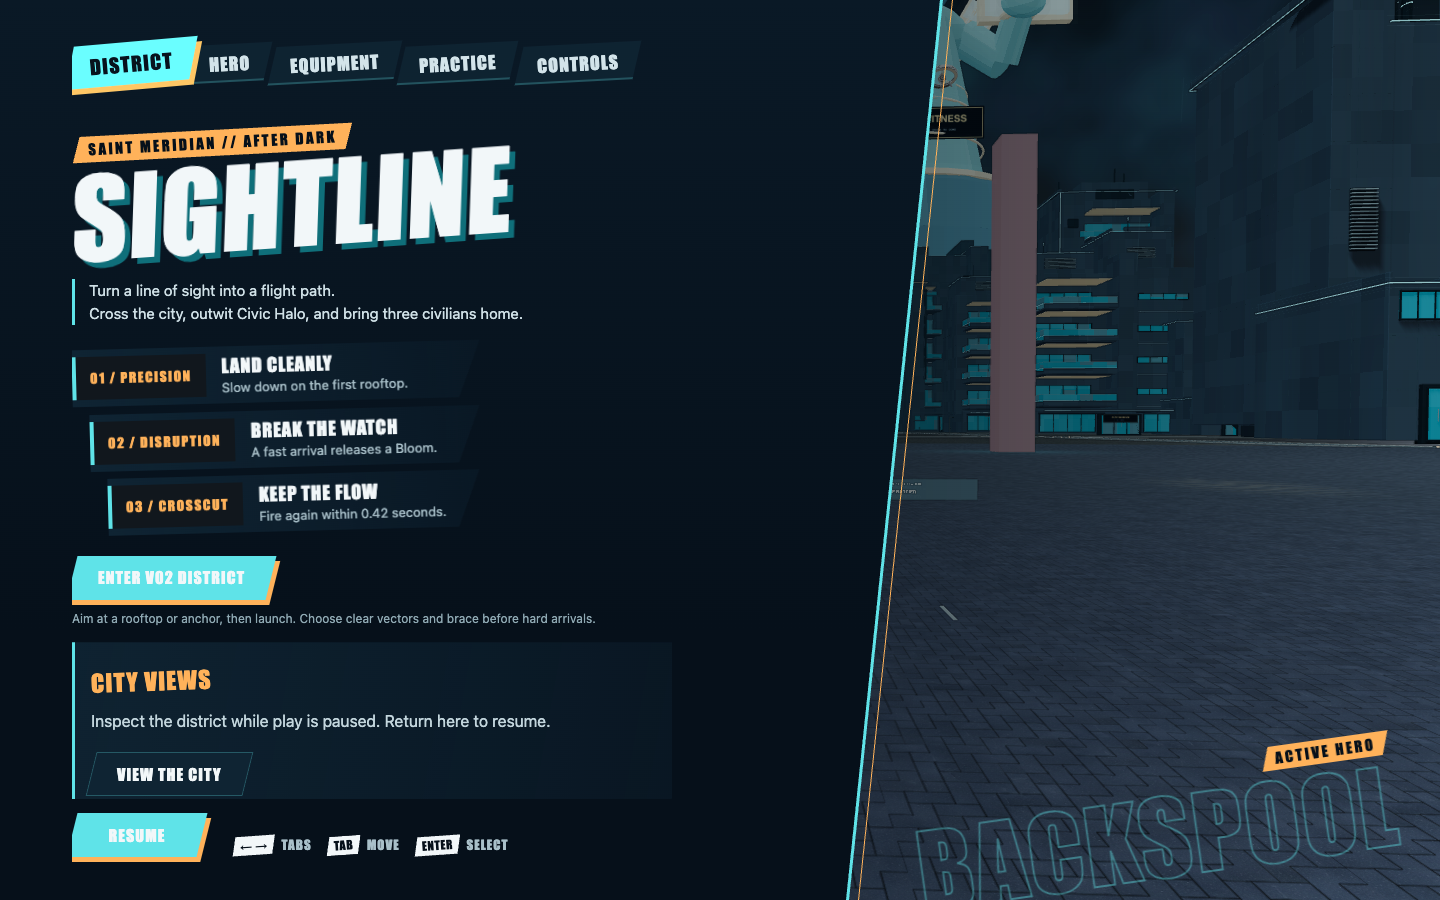 DISTRICT
HERO
EQUIPMENT
PRACTICE
CONTROLS
SAINT MERIDIAN // AFTER DARK
SIGHTLINE
Turn a line of sight into a flight path.
Cross the city, outwit Civic Halo, and bring three civilians home.
01 / PRECISION
LAND CLEANLY
Slow down on the first rooftop.
02 / DISRUPTION
BREAK THE WATCH
A fast arrival releases a Bloom.
03 / CROSSCUT
KEEP THE FLOW
Fire again within 0.42 seconds.
ENTER V02 DISTRICT
Aim at a rooftop or anchor, then launch. Choose clear vectors and brace before hard arrivals.
CITY VIEWS
Inspect the district while play is paused. Return here to resume.
VIEW THE CITY
RESUME
←→ TABS
TAB MOVE
ENTER SELECT
ACTIVE HERO
BACKSPOOL